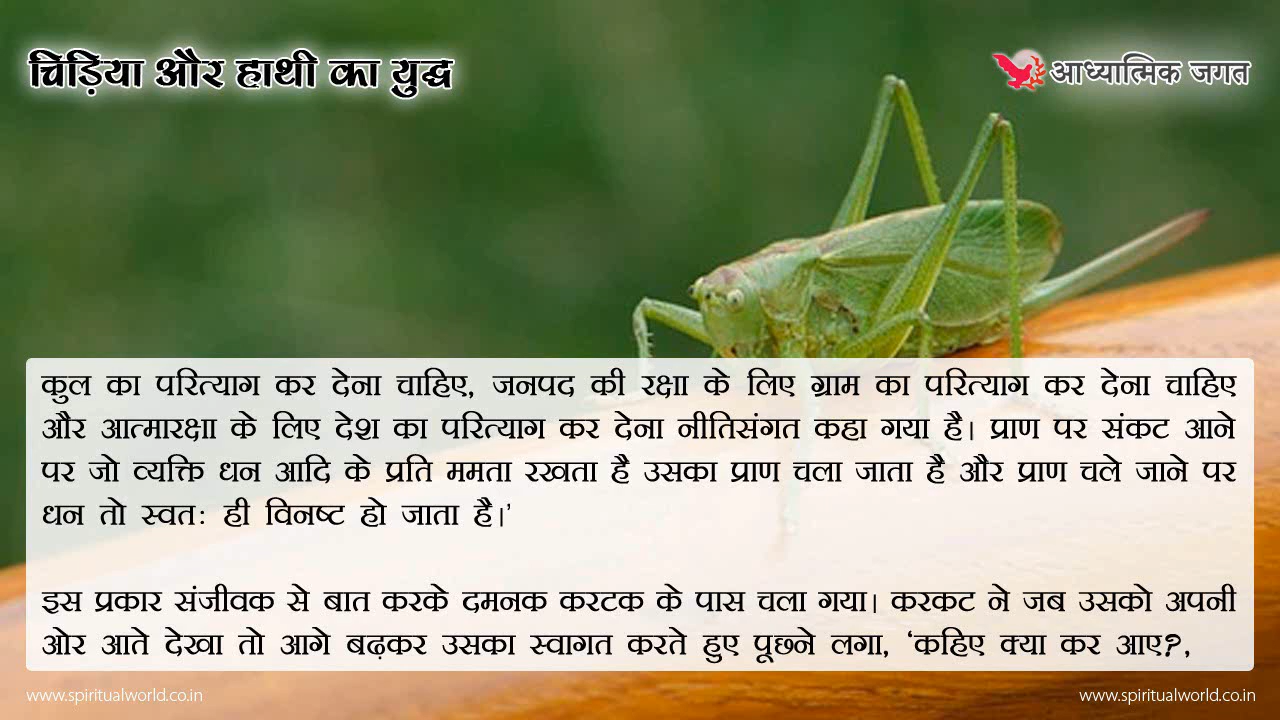 चिड़िया और हाथी का युद्ध
आध्यात्मिक जगत
कुल का परित्याग कर देना चाहिए, जनपद की रक्षा के लिए ग्राम का परित्याग कर देना चाहिए
और आत्मारक्षा के लिए देश का परित्याग कर देना नीतिसंगत कहा गया है। प्राण पर संकट आने
पर जो व्यक्ति धन आदि के प्रति ममता रखता है उसका प्राण चला जाता है और प्राण चले जाने पर
धन तो स्वतः ही विनष्ट हो जाता है।’
इस प्रकार संजीवक से बात करके दमनक करटक के पास चला गया। करकट ने जब उसको अपनी
ओर आते देखा तो आगे बढ़कर उसका स्वागत करते हुए पूछने लगा, ‘कहिए क्या कर आए?,
www.spiritualworld.co.in
www.spiritualworld.co.in